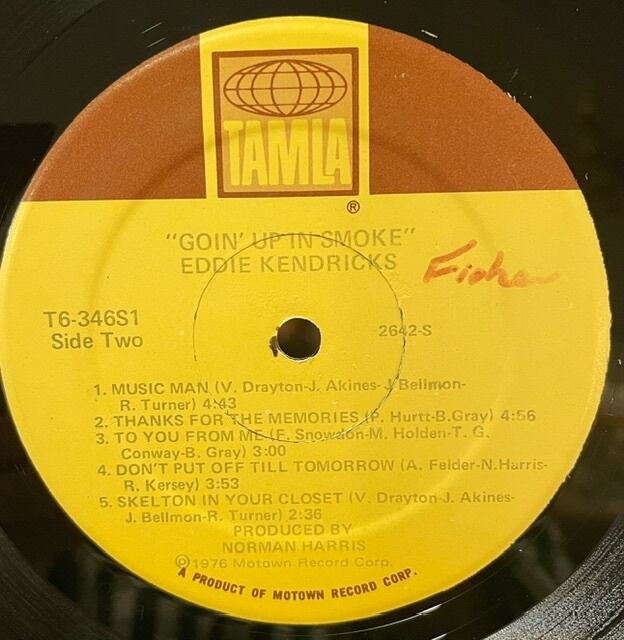 TAMLA
®
"GOIN' UP IN SMOKE"
EDDIE KENDRICKS
Fisher
T6-346S1
Side Two
2642-S
1. MUSIC MAN (V. Drayton-J. Akines-J Bellmon-
R. Turner) 4:43
2. THANKS FOR THE MEMORIES (P. Hurtt-B.Gray) 4:56
3. TO YOU FROM ME (F. Snowdon-M. Holden-T. G.
Conway-B. Gray) 3:00
4. DON'T PUT OFF TILL TOMORROW (A. Felder-N.Harris-
R. Kersey) 3:53
5. SKELTON IN YOUR CLOSET (V. Drayton-J. Akines-
J. Bellmon-R. Turner) 2:36
PRODUCED BY
NORMAN HARRIS
℗1976 Motown Record Corp.
A PRODUCT OF MOTOWN RECORD CORP.